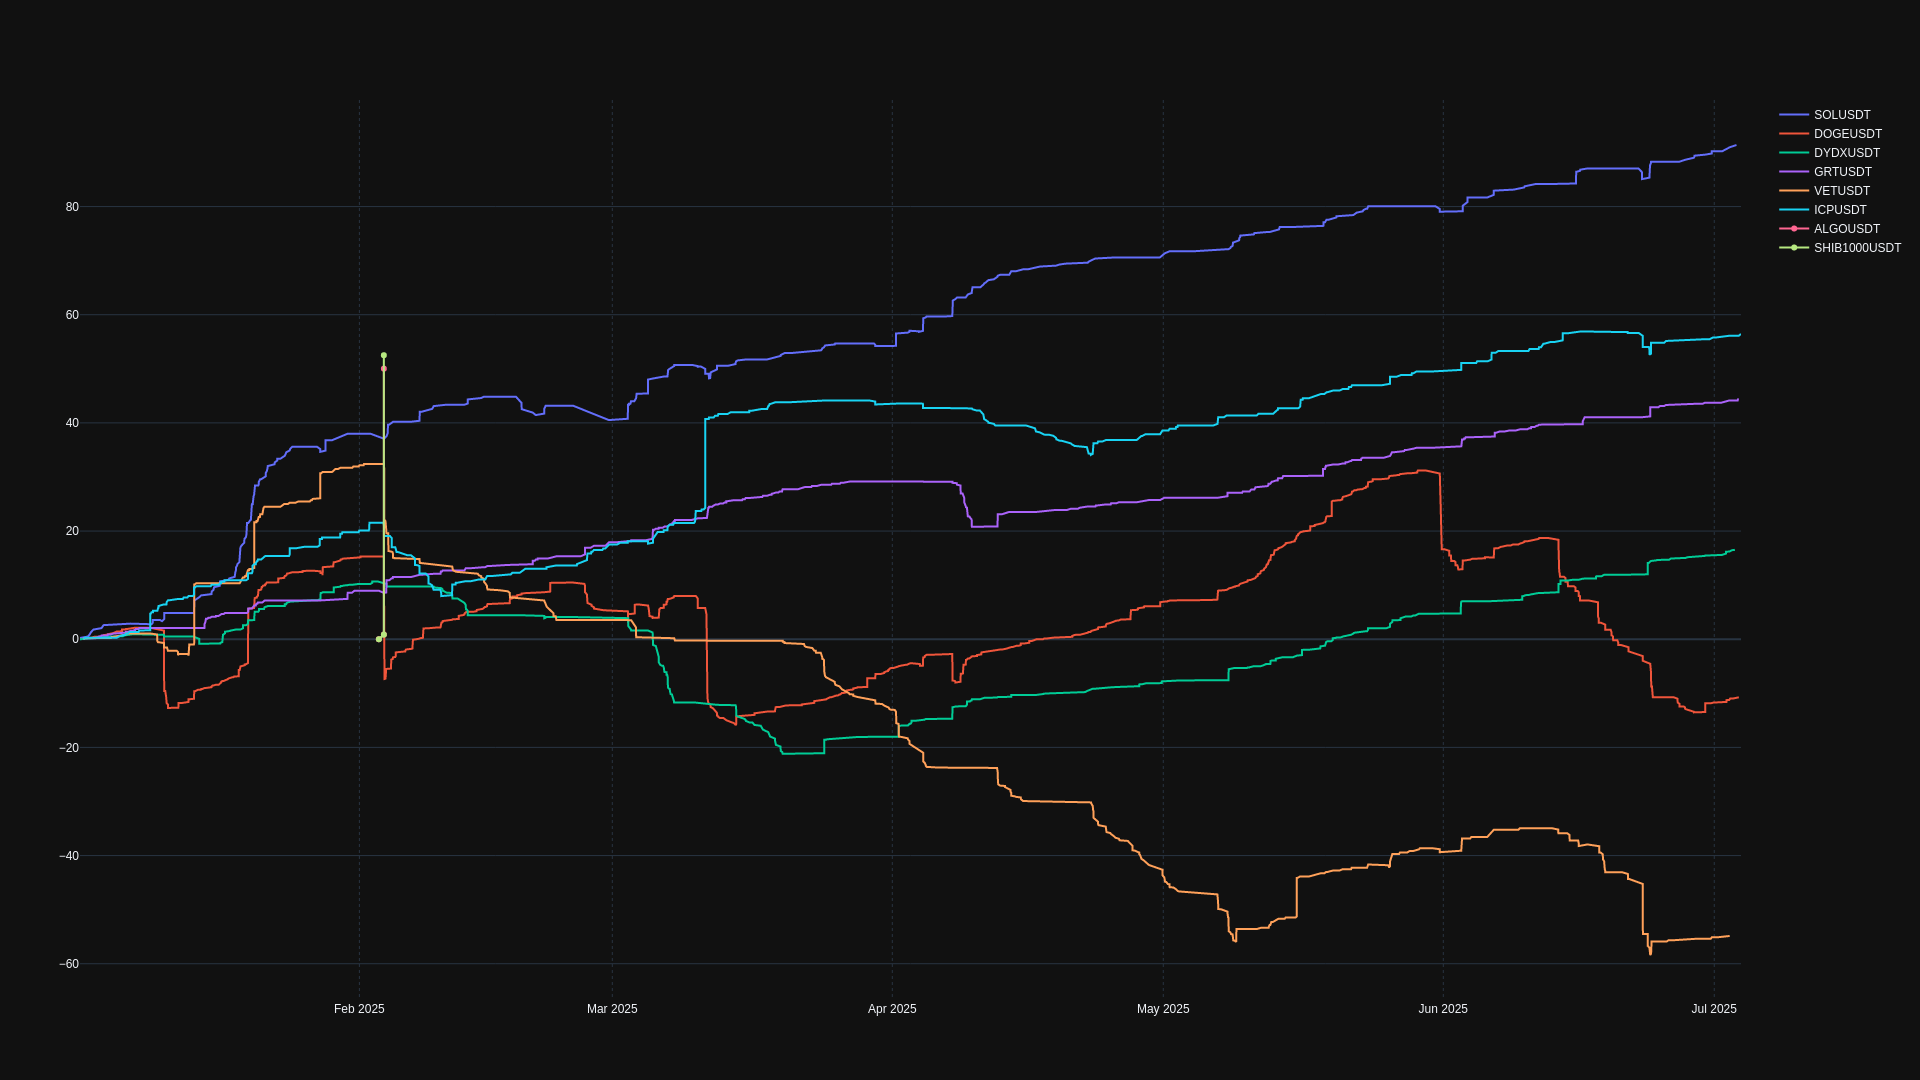 SOLUSDT
DOGEUSDT
DYDXUSDT
GRTUSDT
VETUSDT
ICPUSDT
ALGOUSDT
SHIB1000USDT
80
60
40
20
0
−20
−40
−60
Feb 2025
Mar 2025
Apr 2025
May 2025
Jun 2025
Jul 2025